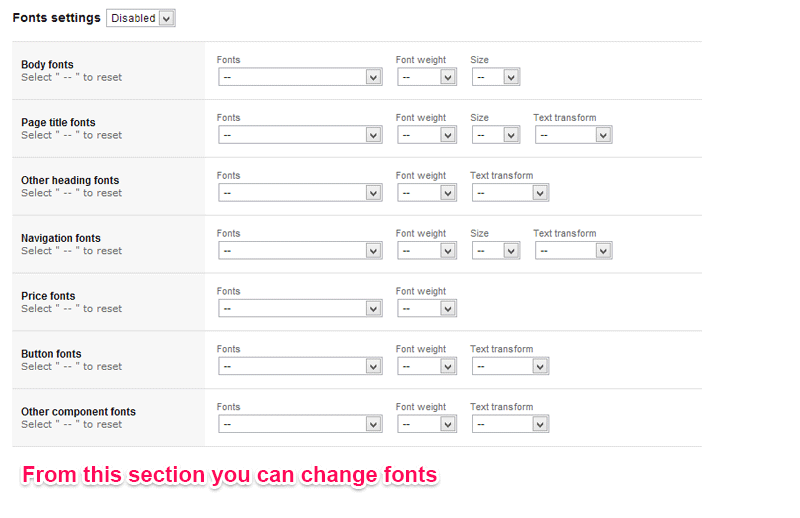 Fonts settings Disabled
Fonts Font weight Size
Body fonts
Select " -- " to reset
-- -- --
Fonts Font weight Size Text transform
Page title fonts
Select " -- " to reset
-- -- -- --
Fonts Font weight Text transform
Other heading fonts
Select " -- " to reset
-- -- --
Fonts Font weight Size Text transform
Navigation fonts
Select " -- " to reset
-- -- -- --
Fonts Font weight
Price fonts
Select " -- " to reset
-- --
Fonts Font weight Text transform
Button fonts
Select " -- " to reset
-- -- --
Fonts Font weight Text transform
Other component fonts
Select " -- " to reset
-- -- --
From this section you can change fonts